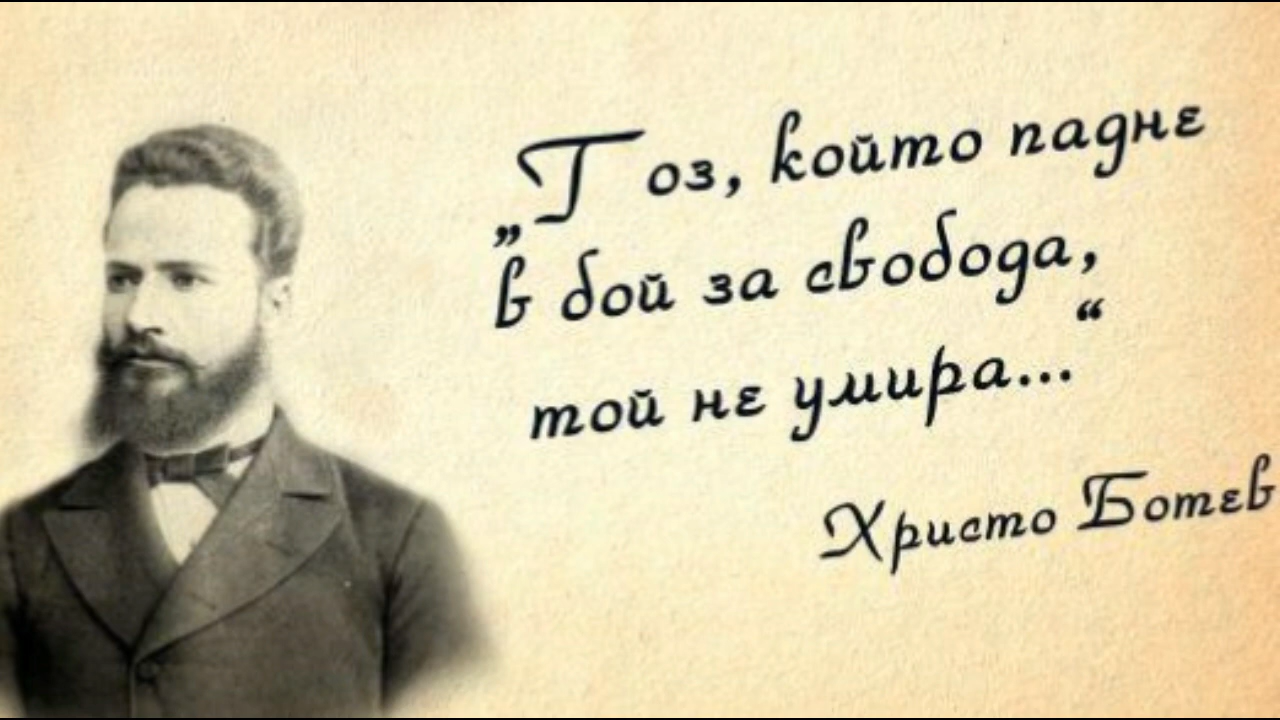 „Тоз, който падне
в бой за свобода,
той не умира...“
Христо Ботев